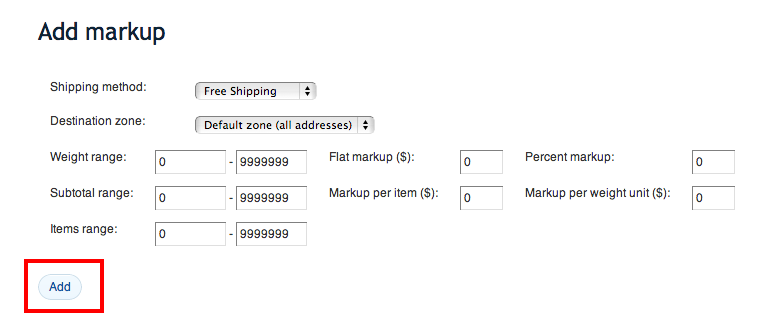 Add markup
Shipping method: Free Shipping
Destination zone: Default zone (all addresses)
Weight range: 0 - 9999999 Flat markup ($): 0 Percent markup: 0
Subtotal range: 0 - 9999999 Markup per item ($): 0 Markup per weight unit ($): 0
Items range: 0 - 9999999
Add